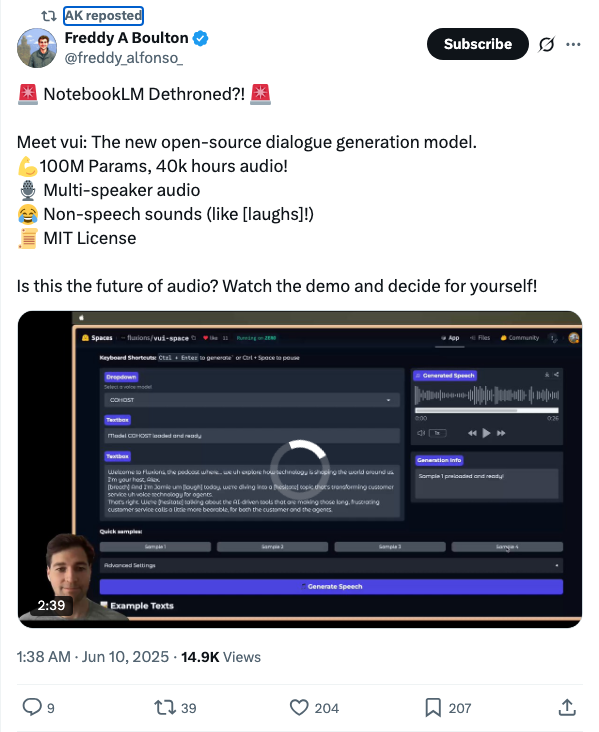 AK reposted
Freddy A Boulton
@freddy_alfonso_
Subscribe
🚨 NotebookLM Dethroned?! 🚨
Meet vui: The new open-source dialogue generation model.
💪100M Params, 40k hours audio!
🎙️ Multi-speaker audio
😂 Non-speech sounds (like [laughs]!)
📜 MIT License
Is this the future of audio? Watch the demo and decide for yourself!
Spaces
fluxions/vui-space
like
Running on ZERO
App
Files
Community
Keyboard Shortcuts: Ctrl + Enter to generate` or Ctrl + Space to pause
Dropdown
Select a voice model
COHOST
Textbox
Model COHOST loaded and ready
Textbox
Welcome to Fluxions, the podcast where... we uh explore how technology is shaping the world around us.
I'm your host, Alex.
[breath] And I'm Jamie um [laugh] today, we're diving into a [hesitate] topic that's transforming customer
service uh voice technology for agents.
That's right. We're [hesitate] talking about the AI-driven tools that are making those long, frustrating
customer service calls a little more bearable, for both the customer and the agents.
Generated Speech
0:00
0:36
1x
Generation Info
Sample 1 preloaded and ready!
Quick samples:
Sample 1
Sample 2
Sample 3
Sample 4
Advanced Settings
Generate Speech
Example Texts
2:39
1:38 AM · Jun 10, 2025 · 14.9K Views
9
39
204
207